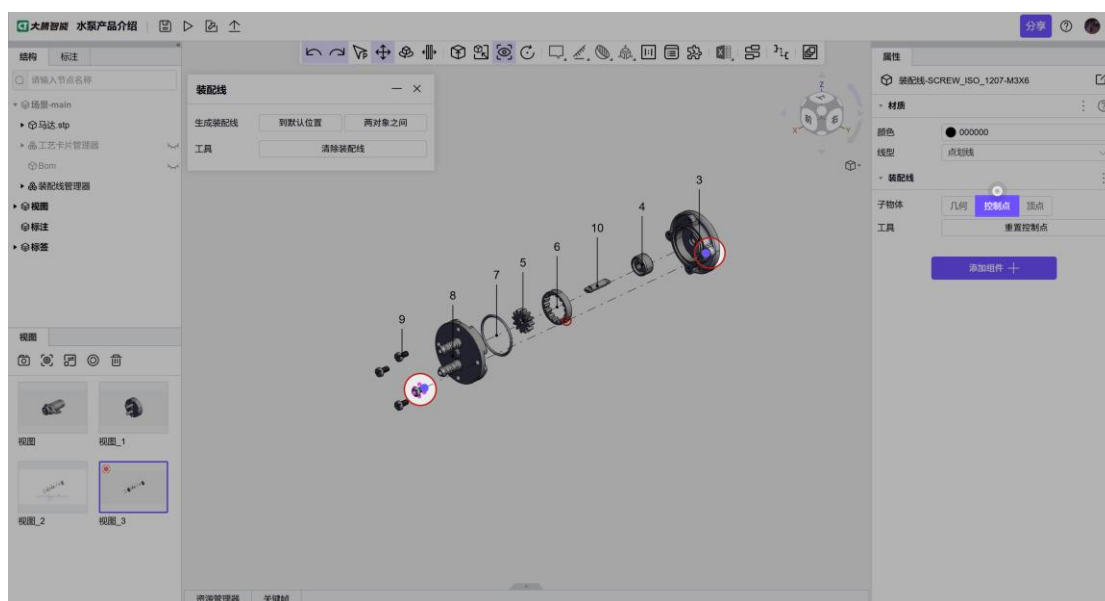 大腾智能 水泵产品介绍
分享
结构 标注
请输入节点名称
场景-main
马达.stp
工艺卡片管理器
Bom
装配线管理器
视图
标注
标签
视图
视图 视图_1
视图_2 视图_3
装配线
生成装配线 到默认位置 两对象之间
工具 清除装配线
Z
X
Y
前 右
3
4
10
6
5
7
8
9
资源管理器 关键帧
属性
装配线-SCREW_ISO_1207-M3X6
材质
颜色 000000
线型 点划线
装配线
子物体 几何 控制点 顶点
工具 重置控制点
添加组件